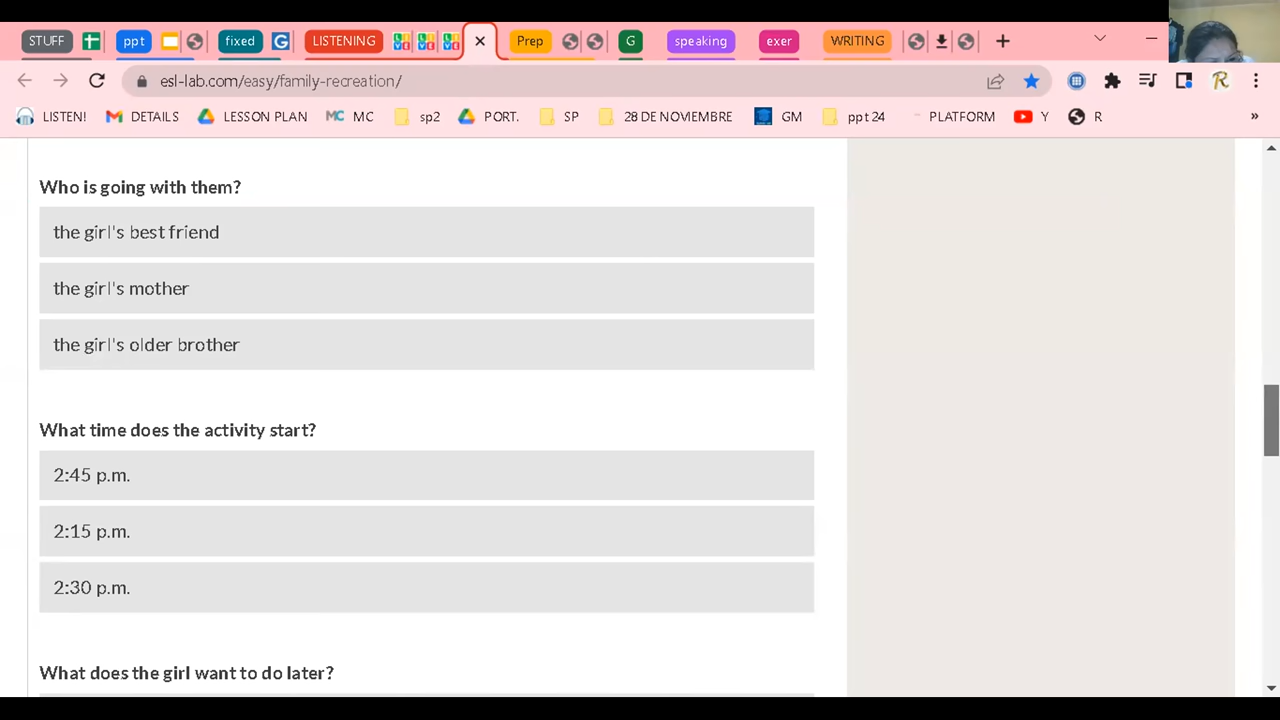 STUFF ppt fixed LISTENING Prep G speaking exer WRITING
esl-lab.com/easy/family-recreation/
LISTEN! DETAILS LESSON PLAN MC MC sp2 PORT. SP 28 DE NOVIEMBRE GM ppt 24 PLATFORM Y R »
Who is going with them?
the girl's best friend
the girl's mother
the girl's older brother
What time does the activity start?
2:45 p.m.
2:15 p.m.
2:30 p.m.
What does the girl want to do later?